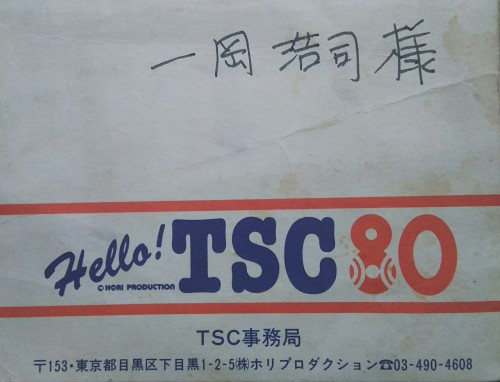 一岡 浩司 様
Hello! TSC 80
© HORI PRODUCTION
TSC事務局
〒153・東京都目黒区下目黒1-2-5㈱ホリプロダクション☎03-490-4608